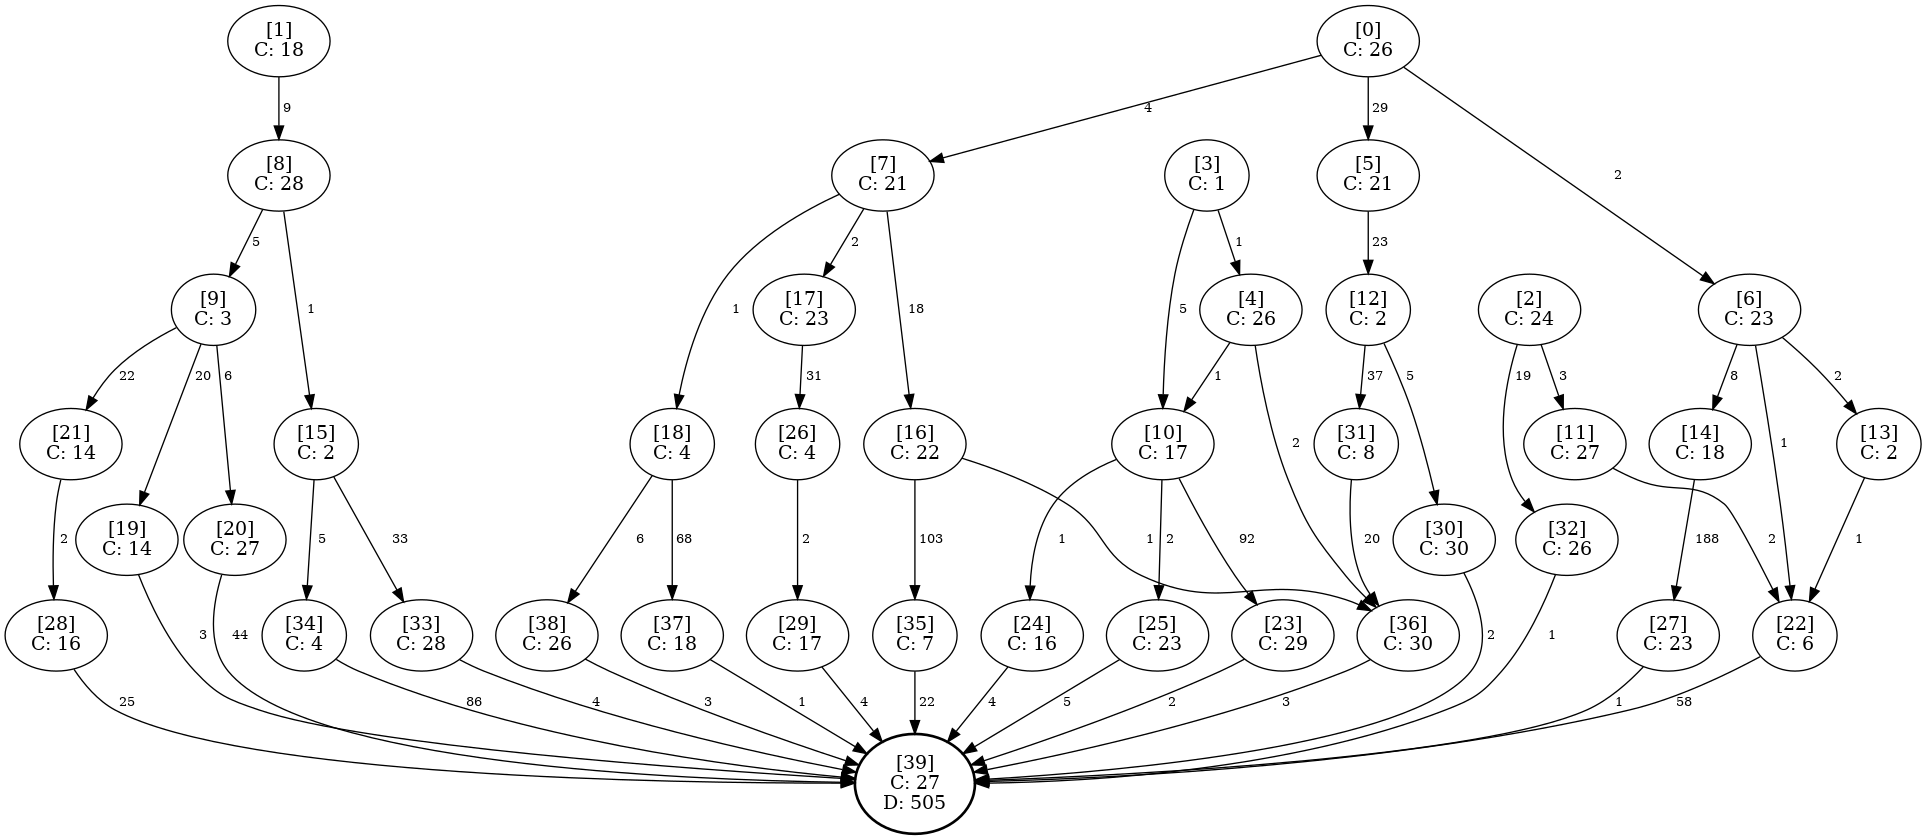 [1]
C: 18
[0]
C: 26
9
4
29
[8]
C: 28
[7]
C: 21
[3]
C: 1
[5]
C: 21
2
5
2
1
23
[9]
C: 3
1
1
[17]
C: 23
18
5
[4]
C: 26
[12]
C: 2
[2]
C: 24
[6]
C: 23
22
20
6
31
1
37
5
19
3
8
2
[21]
C: 14
[15]
C: 2
[18]
C: 4
[26]
C: 4
[16]
C: 22
[10]
C: 17
2
[31]
C: 8
[11]
C: 27
[14]
C: 18
1
[13]
C: 2
2
[19]
C: 14
[20]
C: 27
5
33
6
68
2
103
1
1
2
92
20
[30]
C: 30
[32]
C: 26
188
2
1
[28]
C: 16
3
44
[34]
C: 4
[33]
C: 28
[38]
C: 26
[37]
C: 18
[29]
C: 17
[35]
C: 7
[24]
C: 16
[25]
C: 23
[23]
C: 29
[36]
C: 30
2
1
[27]
C: 23
[22]
C: 6
25
86
4
3
1
4
22
4
5
2
3
1
58
[39]
C: 27
D: 505